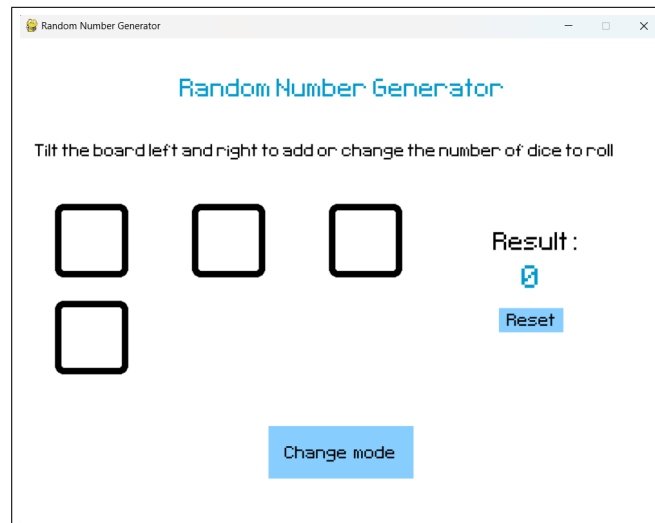 Random Number Generator
Random Number Generator
Tilt the board left and right to add or change the number of dice to roll
Result :
0
Reset
Change mode